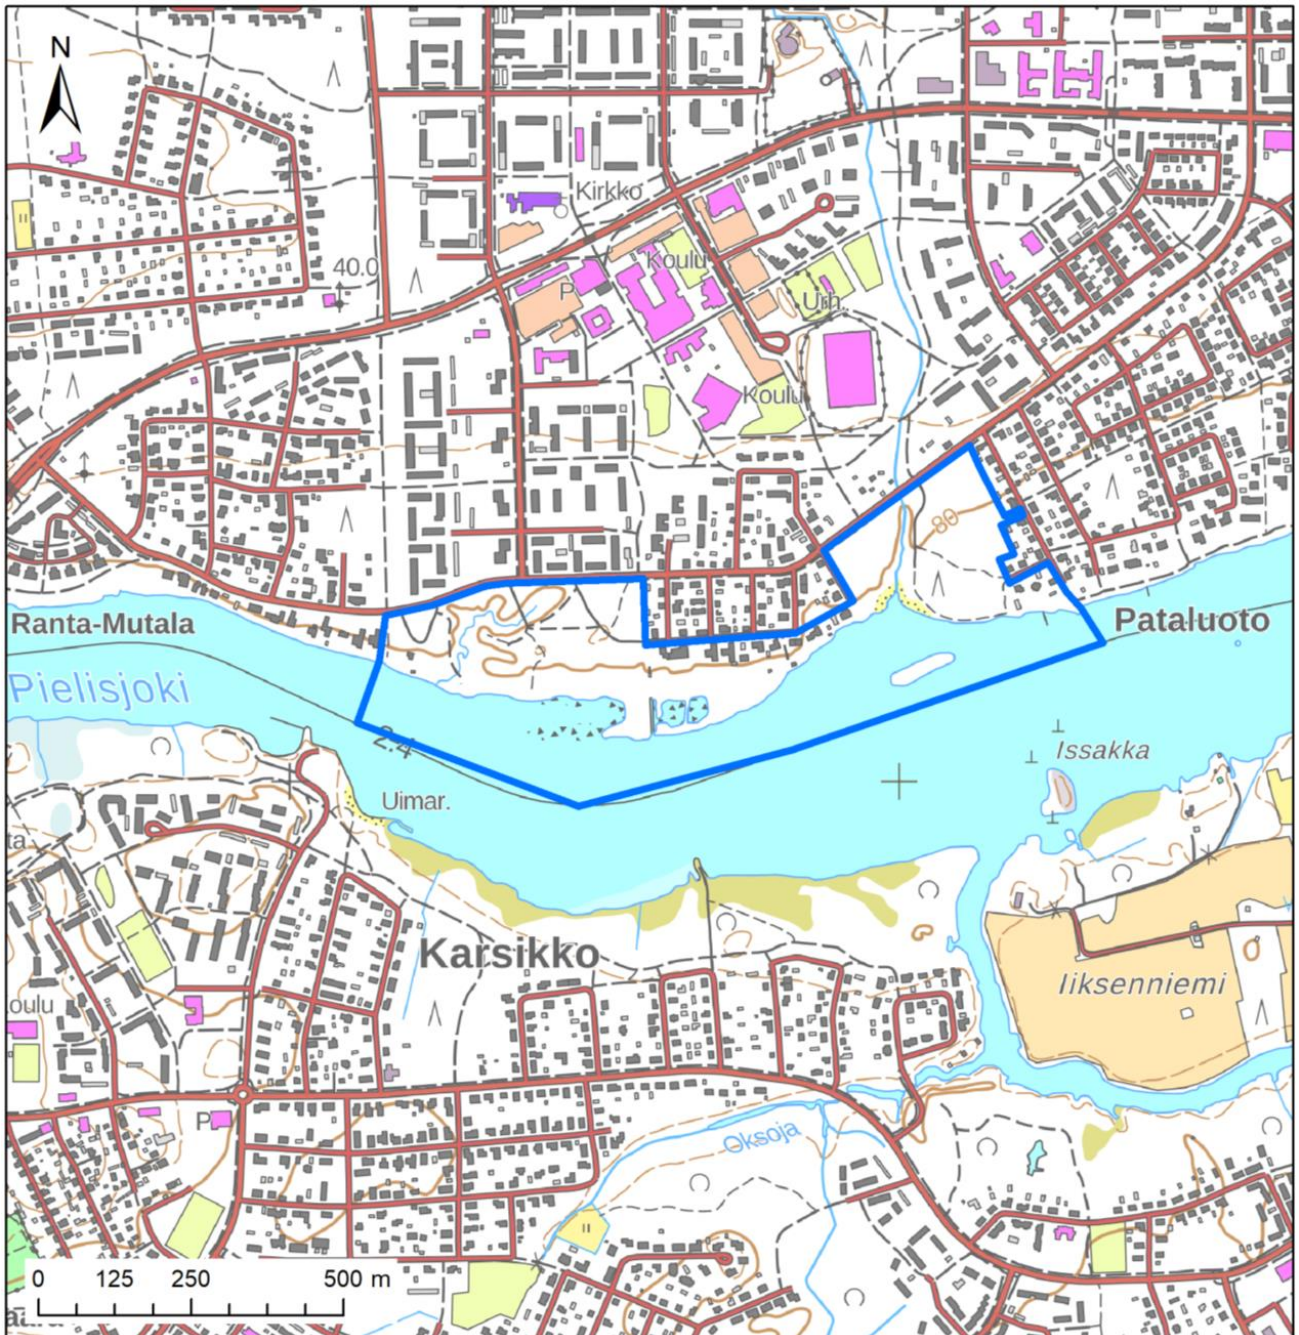 N
Kirkko
Koulu
40.0
P
Urh.
Koulu
80
Ranta-Mutala
Pataluoto
Pielisjoki
2.4
Issakka
Uimar.
Karsikko
Iiksenniemi
oulu
P
Oksoja
0 125 250 500 m